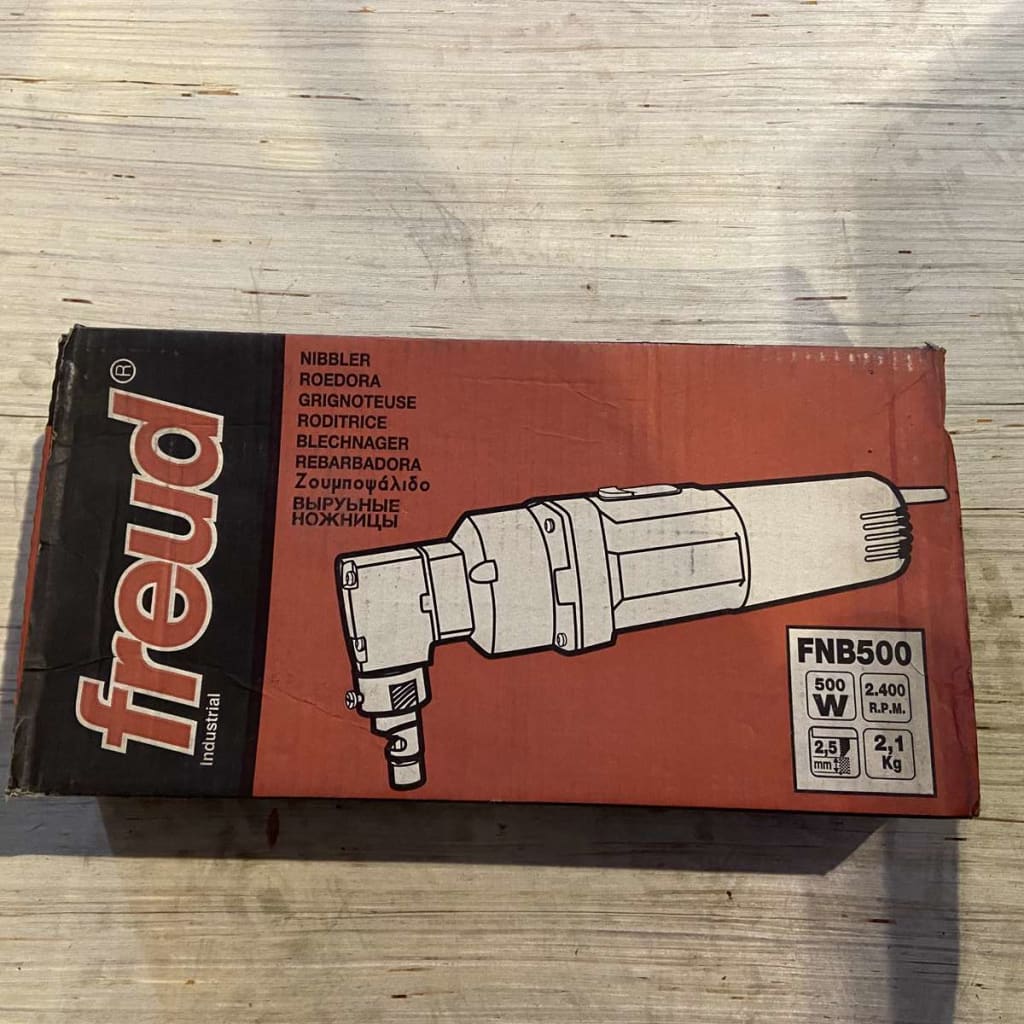 freud®
Industrial
NIBBLER
ROEDORA
GRIGNOTEUSE
RODITRICE
BLECHNAGER
REBARBADORA
Ζουμποψάλιδο
ВЫРУЬНЫЕ
НОЖНИЦЫ
FNB500
500 W
2.400 R.P.M.
2,5 mm
2,1 Kg